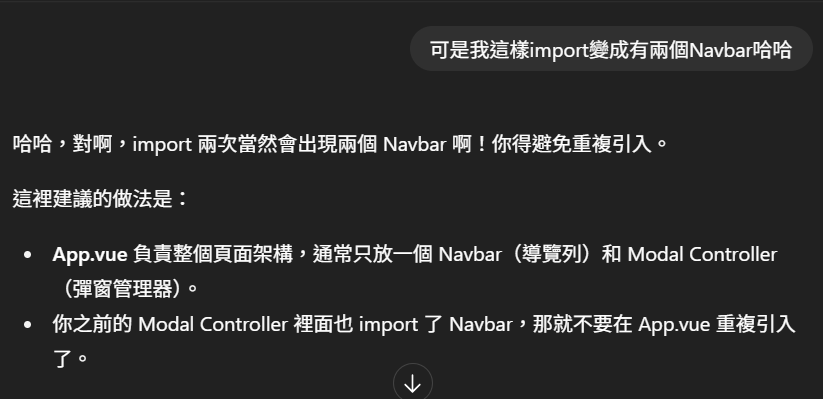 可是我這樣import變成有兩個Navbar哈哈
哈哈，對啊，import 兩次當然會出現兩個 Navbar 啊！你得避免重複引入。
這裡建議的做法是：
• App.vue 負責整個頁面架構，通常只放一個 Navbar（導覽列）和 Modal Controller
（彈窗管理器）。
• 你之前的 Modal Controller 裡面也 import 了 Navbar，那就不要在 App.vue 重複引入
了。